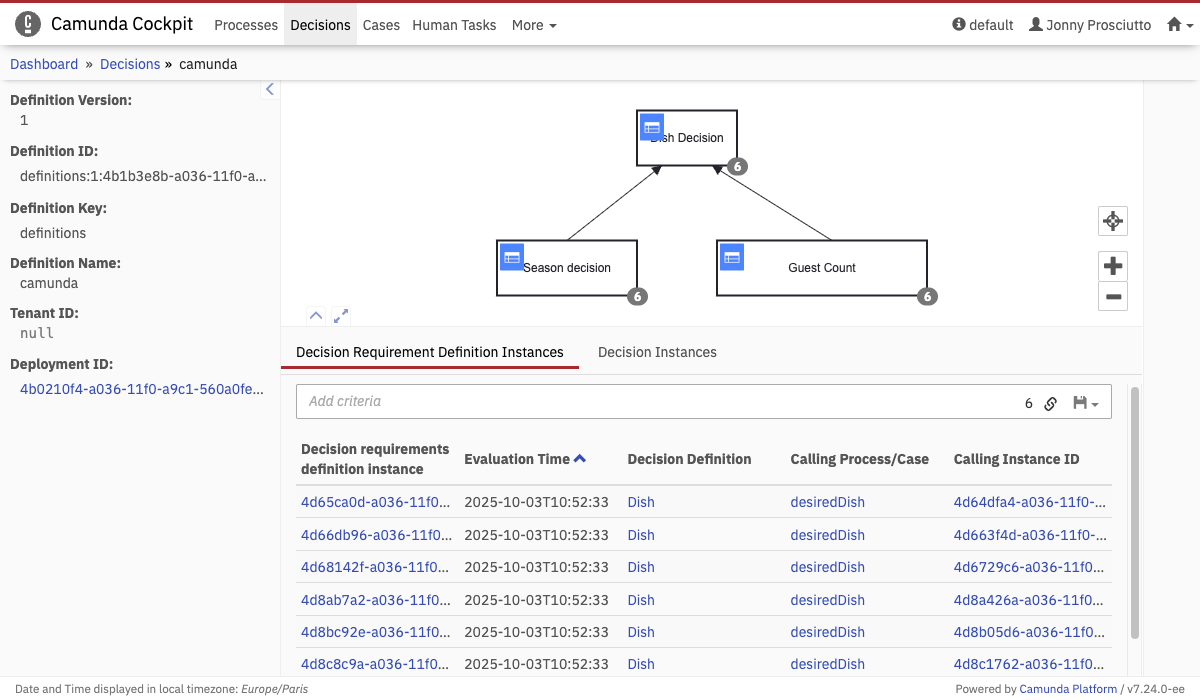 Camunda Cockpit Processes Decisions Cases Human Tasks More default Jonny Prosciutto
Dashboard » Decisions » camunda
Definition Version:
1
Definition ID:
definitions:1:4b1b3e8b-a036-11f0-a...
Definition Key:
definitions
Definition Name:
camunda
Tenant ID:
null
Deployment ID:
4b0210f4-a036-11f0-a9c1-560a0fe...
Dish Decision
6
Season decision
6
Guest Count
6
Decision Requirement Definition Instances Decision Instances
Add criteria 6
Decision requirements definition instance Evaluation Time Decision Definition Calling Process/Case Calling Instance ID
4d65ca0d-a036-11f0... 2025-10-03T10:52:33 Dish desiredDish 4d64dfa4-a036-11f0-...
4d66db96-a036-11f0... 2025-10-03T10:52:33 Dish desiredDish 4d663f4d-a036-11f0-...
4d68142f-a036-11f0... 2025-10-03T10:52:33 Dish desiredDish 4d6729c6-a036-11f0...
4d8ab7a2-a036-11f0... 2025-10-03T10:52:33 Dish desiredDish 4d8a426a-a036-11f0...
4d8bc92e-a036-11f0... 2025-10-03T10:52:33 Dish desiredDish 4d8b05d6-a036-11f0...
4d8c8c9a-a036-11f0... 2025-10-03T10:52:33 Dish desiredDish 4d8c1762-a036-11f0...
Date and Time displayed in local timezone: Europe/Paris Powered by Camunda Platform / v7.24.0-ee